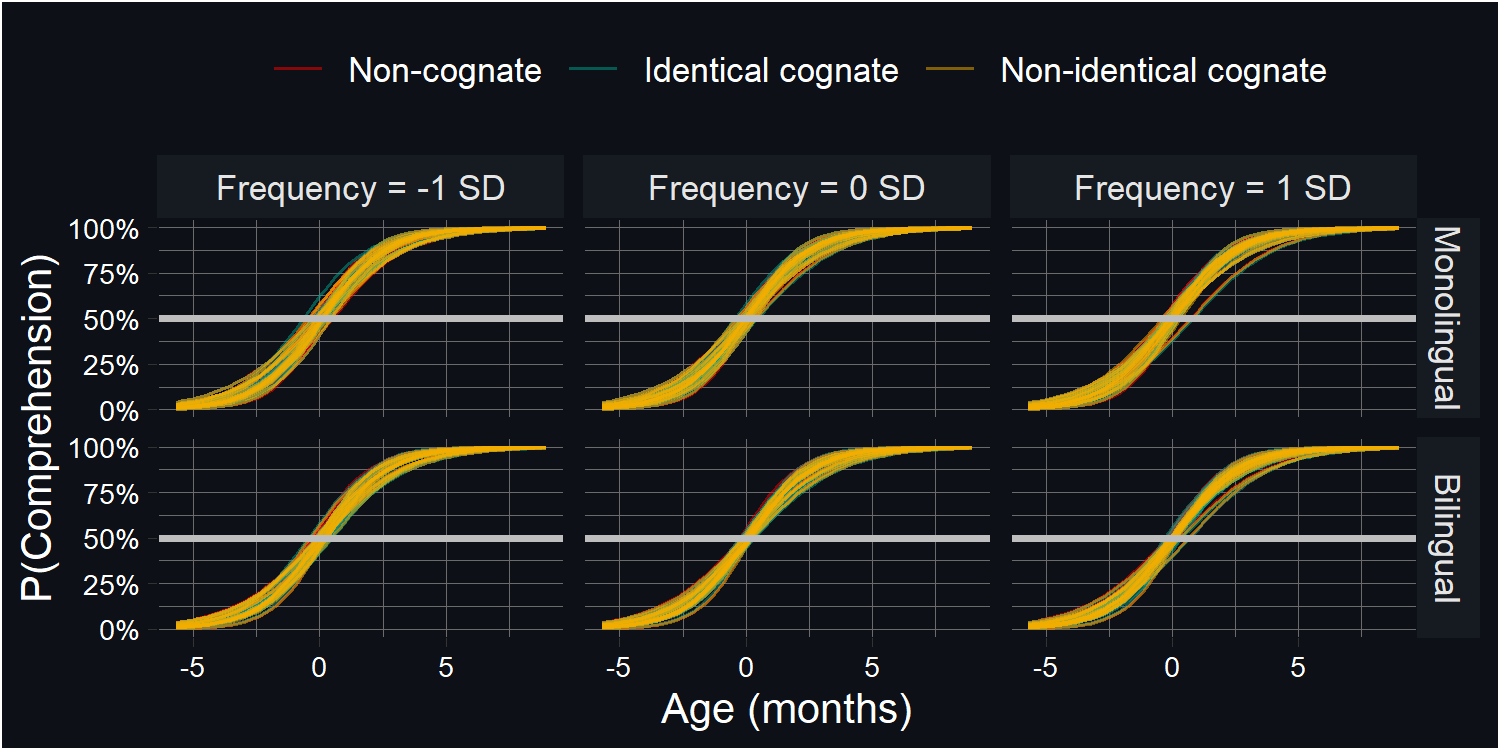 Non-cognate Identical cognate Non-identical cognate
Frequency = -1 SD Frequency = 0 SD Frequency = 1 SD
P(Comprehension)
100%
75%
50%
25%
0%
Monolingual
100%
75%
50%
25%
0%
Bilingual
-5 0 5 -5 0 5 -5 0 5
Age (months)